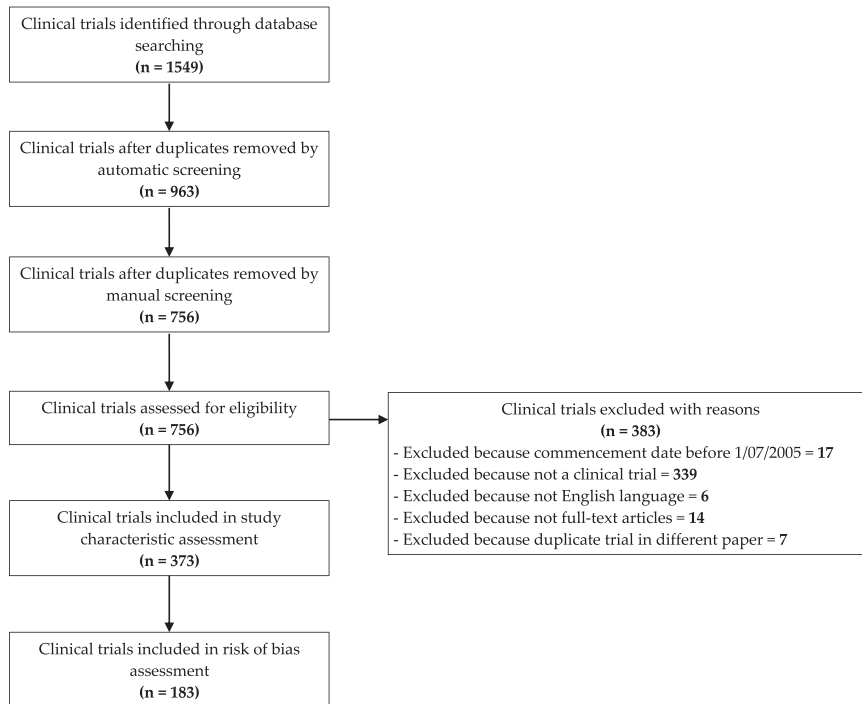 Clinical trials identified through database
searching
(n = 1549)
Clinical trials after duplicates removed by
automatic screening
(n = 963)
Clinical trials after duplicates removed by
manual screening
(n = 756)
Clinical trials assessed for eligibility
(n = 756)
Clinical trials excluded with reasons
(n = 383)
- Excluded because commencement date before 1/07/2005 = 17
- Excluded because not a clinical trial = 339
- Excluded because not English language = 6
- Excluded because not full-text articles = 14
- Excluded because duplicate trial in different paper = 7
Clinical trials included in study
characteristic assessment
(n = 373)
Clinical trials included in risk of bias
assessment
(n = 183)